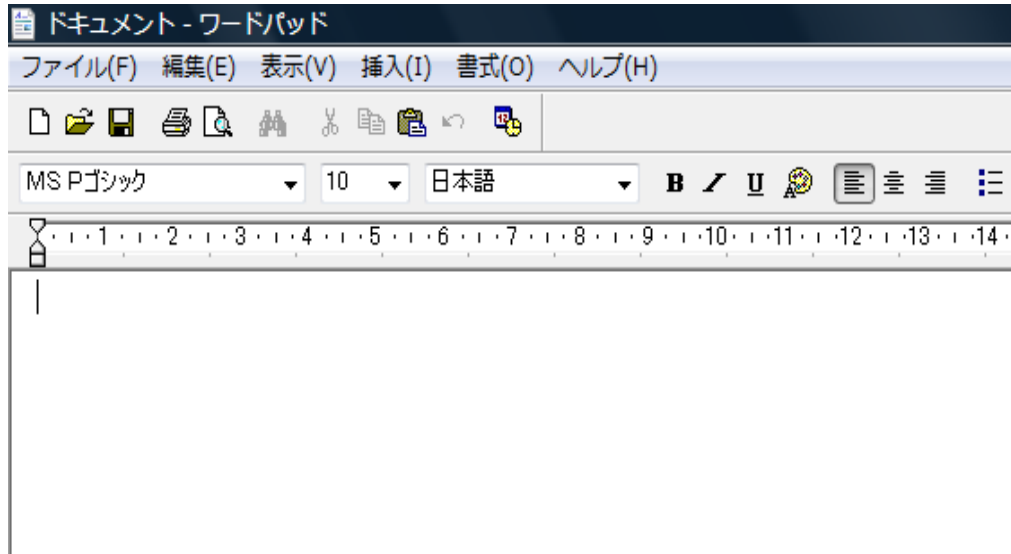 ドキュメント - ワードパッド
ファイル(F) 編集(E) 表示(V) 挿入(I) 書式(O) ヘルプ(H)
MS Pゴシック 10 日本語 B I U
1 2 3 4 5 6 7 8 9 10 11 12 13 14